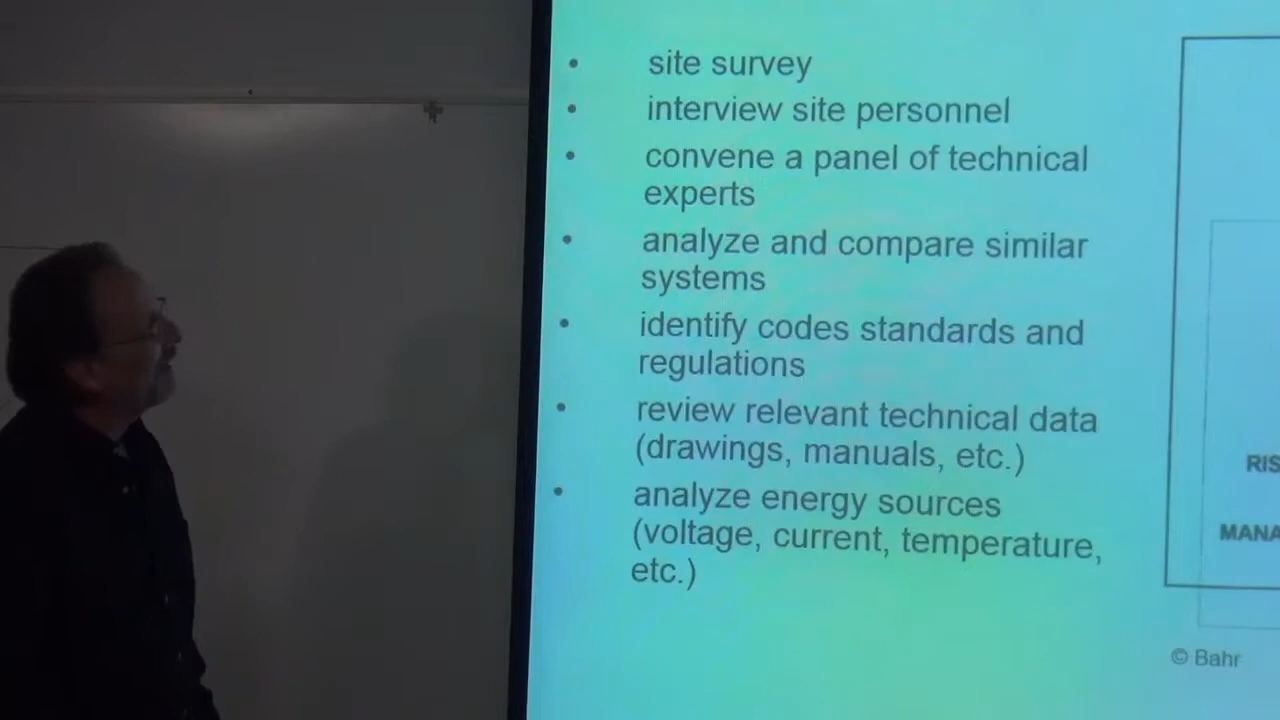 • site survey
• interview site personnel
• convene a panel of technical
experts
• analyze and compare similar
systems
• identify codes standards and
regulations
• review relevant technical data
(drawings, manuals, etc.)
• analyze energy sources
(voltage, current, temperature,
etc.)
RIS
MANA
© Bahr